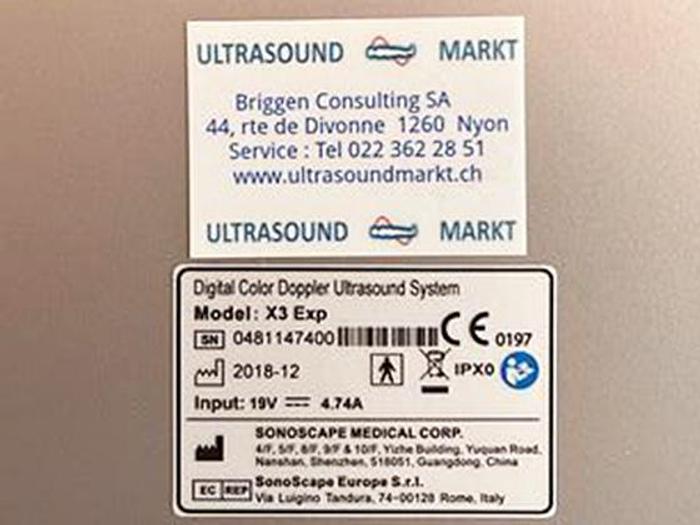 ULTRASOUND MARKT
Briggen Consulting SA
44, rte de Divonne 1260 Nyon
Service : Tel 022 362 28 51
www.ultrasoundmarkt.ch
ULTRASOUND MARKT
Digital Color Doppler Ultrasound System
Model: X3 Exp
SN 0481147400 CE 0197
2018-12 IPX0
Input: 19V 4.74A
SONOSCAPE MEDICAL CORP.
4/F, 5/F, 8/F, 9/F & 10/F, Yizhe Building, Yuquan Road,
Nanshan, Shenzhen, 518051, Guangdong, China
EC REP SonoScape Europe S.r.l.
Via Luigino Tandura, 74-00128 Rome, Italy